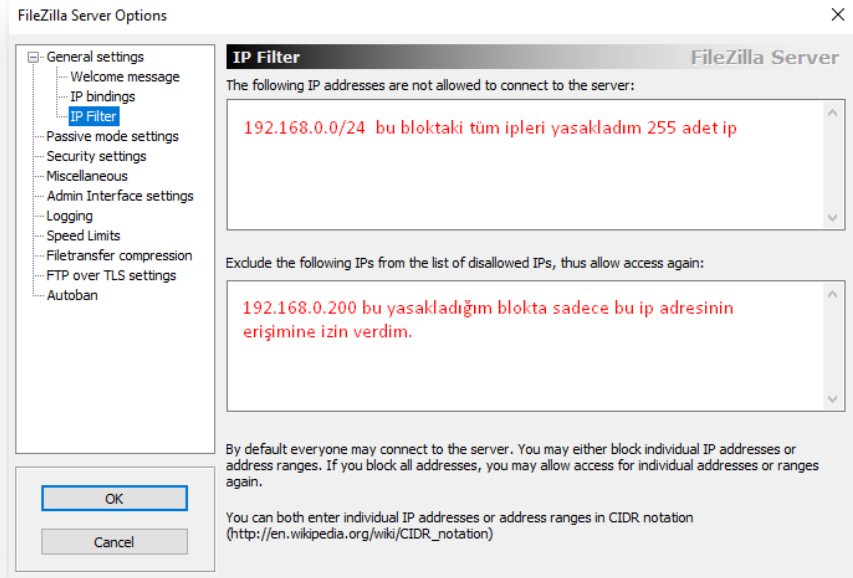 FileZilla Server Options
General settings
Welcome message
IP bindings
IP Filter
Passive mode settings
Security settings
Miscellaneous
Admin Interface settings
Logging
Speed Limits
Filetransfer compression
FTP over TLS settings
Autoban
OK
Cancel
IP Filter
FileZilla Server
The following IP addresses are not allowed to connect to the server:
192.168.0.0/24 bu bloktaki tüm ipleri yasakladım 255 adet ip
Exclude the following IPs from the list of disallowed IPs, thus allow access again:
192.168.0.200 bu yasakladığım blokta sadece bu ip adresinin
erişimine izin verdim.
By default everyone may connect to the server. You may either block individual IP addresses or
address ranges. If you block all addresses, you may allow access for individual addresses or ranges
again.
You can both enter individual IP addresses or address ranges in CIDR notation
(http://en.wikipedia.org/wiki/CIDR_notation)